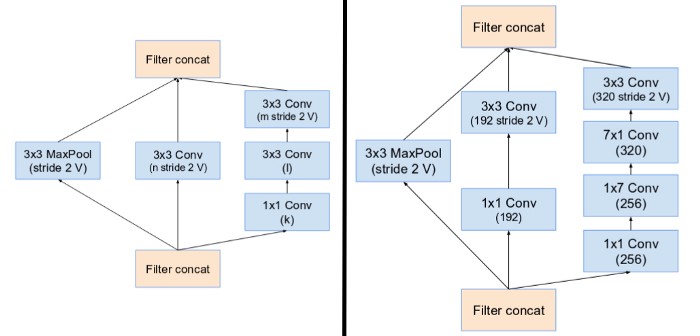 Filter concat
3x3 Conv
(m stride 2 V)
3x3 MaxPool
(stride 2 V)
3x3 Conv
(n stride 2 V)
3x3 Conv
(l)
1x1 Conv
(k)
Filter concat
Filter concat
3x3 Conv
(320 stride 2 V)
3x3 Conv
(192 stride 2 V)
7x1 Conv
(320)
3x3 MaxPool
(stride 2 V)
1x7 Conv
(256)
1x1 Conv
(192)
1x1 Conv
(256)
Filter concat